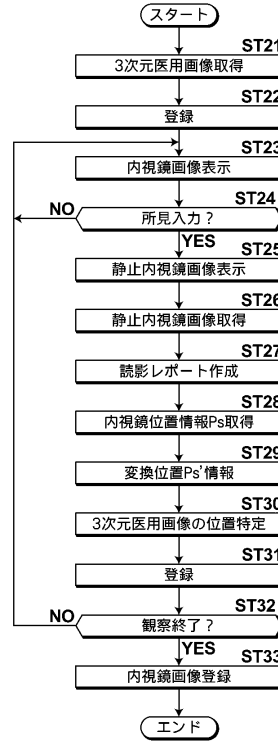 スタート
ST21
3次元医用画像取得
ST22
登録
ST23
内視鏡画像表示
ST24
所見入力？
NO
YES
ST25
静止内視鏡画像表示
ST26
静止内視鏡画像取得
ST27
読影レポート作成
ST28
内視鏡位置情報Ps取得
ST29
変換位置Ps'情報
ST30
3次元医用画像の位置特定
ST31
登録
ST32
観察終了？
NO
YES
ST33
内視鏡画像登録
エンド